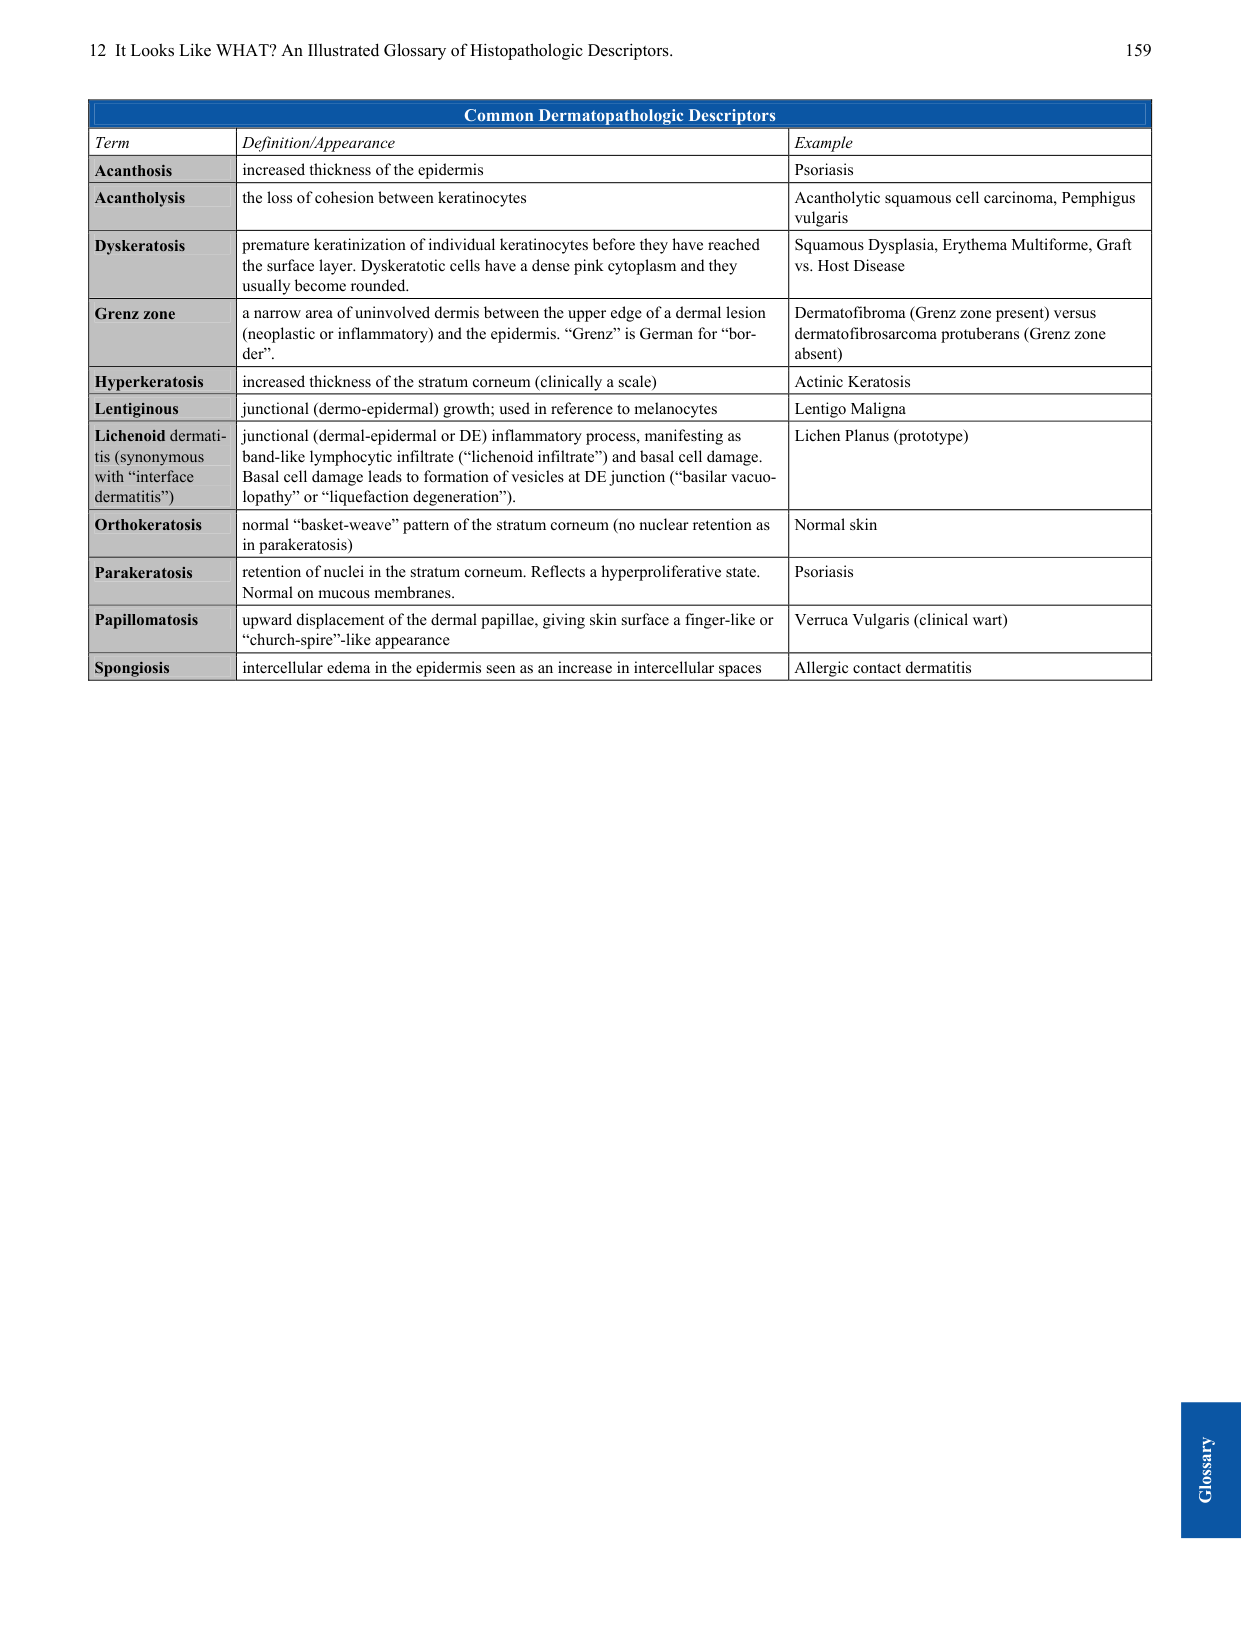 12 It Looks Like WHAT? An Illustrated Glossary of Histopathologic Descriptors.
159
Common Dermatopathologic Descriptors
Term
Definition/Appearance
Example
Acanthosis
increased thickness of the epidermis
Psoriasis
Acantholysis
the loss of cohesion between keratinocytes
Acantholytic squamous cell carcinoma, Pemphigus
vulgaris
Dyskeratosis
premature keratinization of individual keratinocytes before they have reached
the surface layer. Dyskeratotic cells have a dense pink cytoplasm and they
usually become rounded.
Squamous Dysplasia, Erythema Multiforme, Graft
vs. Host Disease
Grenz zone
a narrow area of uninvolved dermis between the upper edge of a dermal lesion
(neoplastic or inflammatory) and the epidermis. “Grenz” is German for “bor-
der”.
Dermatofibroma (Grenz zone present) versus
dermatofibrosarcoma protuberans (Grenz zone
absent)
Hyperkeratosis
increased thickness of the stratum corneum (clinically a scale)
Actinic Keratosis
Lentiginous
junctional (dermo-epidermal) growth; used in reference to melanocytes
Lentigo Maligna
Lichenoid dermati-
tis (synonymous
with “interface
dermatitis”)
junctional (dermal-epidermal or DE) inflammatory process, manifesting as
band-like lymphocytic infiltrate (“lichenoid infiltrate”) and basal cell damage.
Basal cell damage leads to formation of vesicles at DE junction (“basilar vacuo-
lopathy” or “liquefaction degeneration”).
Lichen Planus (prototype)
Orthokeratosis
normal “basket-weave” pattern of the stratum corneum (no nuclear retention as
in parakeratosis)
Normal skin
Parakeratosis
retention of nuclei in the stratum corneum. Reflects a hyperproliferative state.
Normal on mucous membranes.
Psoriasis
Papillomatosis
upward displacement of the dermal papillae, giving skin surface a finger-like or
“church-spire”-like appearance
Verruca Vulgaris (clinical wart)
Spongiosis
intercellular edema in the epidermis seen as an increase in intercellular spaces
Allergic contact dermatitis
Glossary